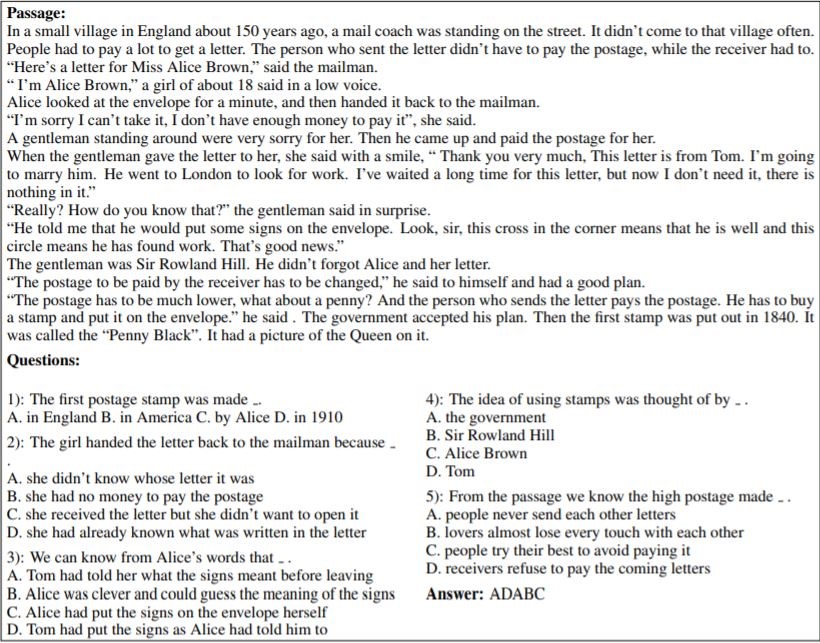 Passage:
In a small village in England about 150 years ago, a mail coach was standing on the street. It didn't come to that village often.
People had to pay a lot to get a letter. The person who sent the letter didn't have to pay the postage, while the receiver had to.
“Here's a letter for Miss Alice Brown,” said the mailman.
“ I'm Alice Brown,” a girl of about 18 said in a low voice.
Alice looked at the envelope for a minute, and then handed it back to the mailman.
“I'm sorry I can't take it, I don't have enough money to pay it”, she said.
A gentleman standing around were very sorry for her. Then he came up and paid the postage for her.
When the gentleman gave the letter to her, she said with a smile, “ Thank you very much, This letter is from Tom. I'm going
to marry him. He went to London to look for work. I've waited a long time for this letter, but now I don't need it, there is
nothing in it.”
“Really? How do you know that?” the gentleman said in surprise.
“He told me that he would put some signs on the envelope. Look, sir, this cross in the corner means that he is well and this
circle means he has found work. That's good news.”
The gentleman was Sir Rowland Hill. He didn't forgot Alice and her letter.
“The postage to be paid by the receiver has to be changed,” he said to himself and had a good plan.
“The postage has to be much lower, what about a penny? And the person who sends the letter pays the postage. He has to buy
a stamp and put it on the envelope.” he said . The government accepted his plan. Then the first stamp was put out in 1840. It
was called the “Penny Black”. It had a picture of the Queen on it.
Questions:
1): The first postage stamp was made _.
A. in England B. in America C. by Alice D. in 1910
2): The girl handed the letter back to the mailman because _
.
A. she didn't know whose letter it was
B. she had no money to pay the postage
C. she received the letter but she didn't want to open it
D. she had already known what was written in the letter
3): We can know from Alice's words that _ .
A. Tom had told her what the signs meant before leaving
B. Alice was clever and could guess the meaning of the signs
C. Alice had put the signs on the envelope herself
D. Tom had put the signs as Alice had told him to
4): The idea of using stamps was thought of by _ .
A. the government
B. Sir Rowland Hill
C. Alice Brown
D. Tom
5): From the passage we know the high postage made _ .
A. people never send each other letters
B. lovers almost lose every touch with each other
C. people try their best to avoid paying it
D. receivers refuse to pay the coming letters
Answer: ADABC